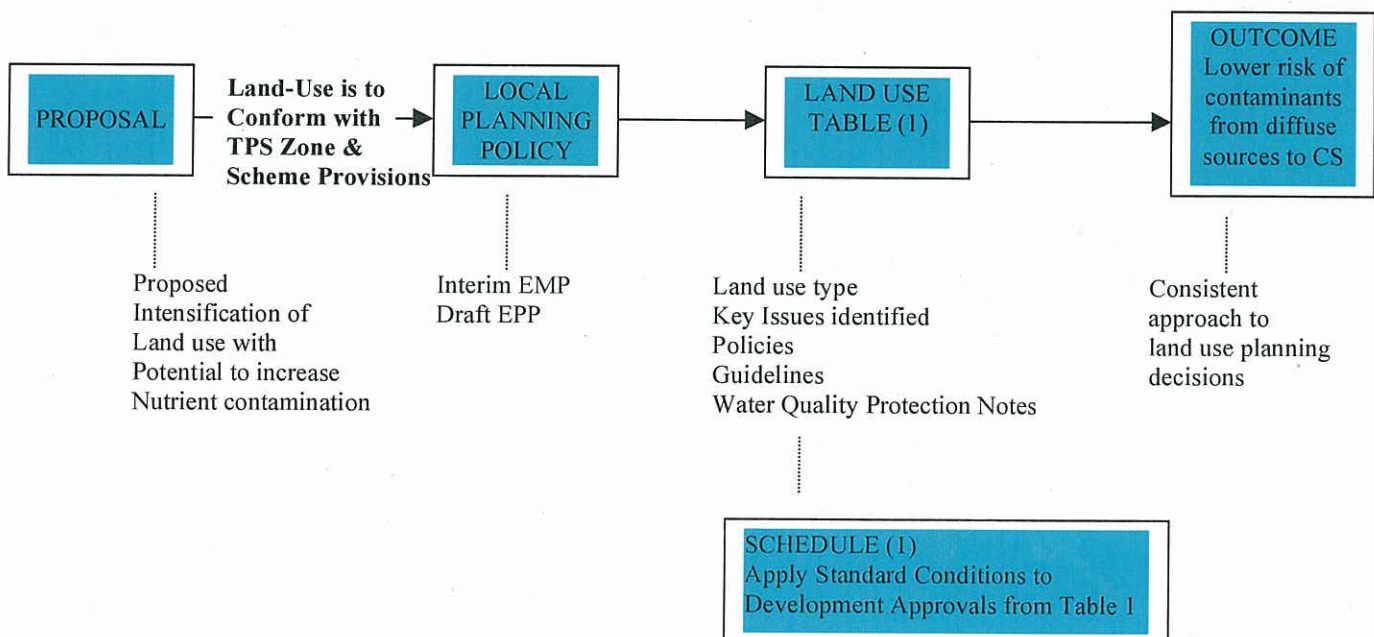 PROPOSAL
Land-Use is to
Conform with
TPS Zone &
Scheme Provisions
LOCAL
PLANNING
POLICY
LAND USE
TABLE (1)
OUTCOME
Lower risk of
contaminants
from diffuse
sources to CS
Proposed
Intensification of
Land use with
Potential to increase
Nutrient contamination
Interim EMP
Draft EPP
Land use type
Key Issues identified
Policies
Guidelines
Water Quality Protection Notes
Consistent
approach to
land use planning
decisions
SCHEDULE (1)
Apply Standard Conditions to
Development Approvals from Table 1